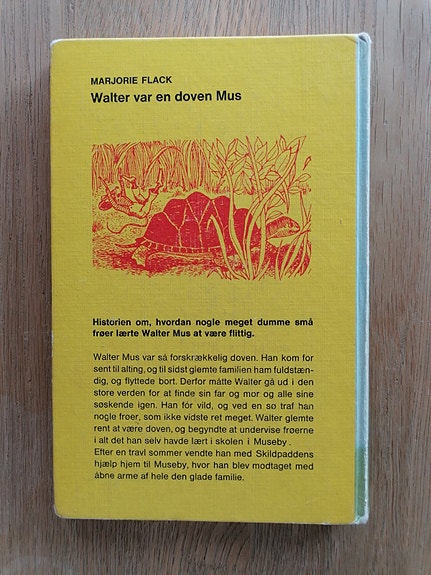 MARJORIE FLACK
Walter var en doven Mus
Historien om, hvordan nogle meget dumme små
frøer lærte Walter Mus at være flittig.
Walter Mus var så forskrækkelig doven. Han kom for
sent til alting, og til sidst glemte familien ham fuldstæn-
dig, og flyttede bort. Derfor måtte Walter gå ud i den
store verden for at finde sin far og mor og alle sine
søskende igen. Han fór vild, og ved en sø traf han
nogle frøer, som ikke vidste ret meget. Walter glemte
rent at være doven, og begyndte at undervise frøerne
i alt det han selv havde lært i skolen i Museby.
Efter en travl sommer vendte han med Skildpaddens
hjælp hjem til Museby, hvor han blev modtaget med
åbne arme af hele den glade familie.